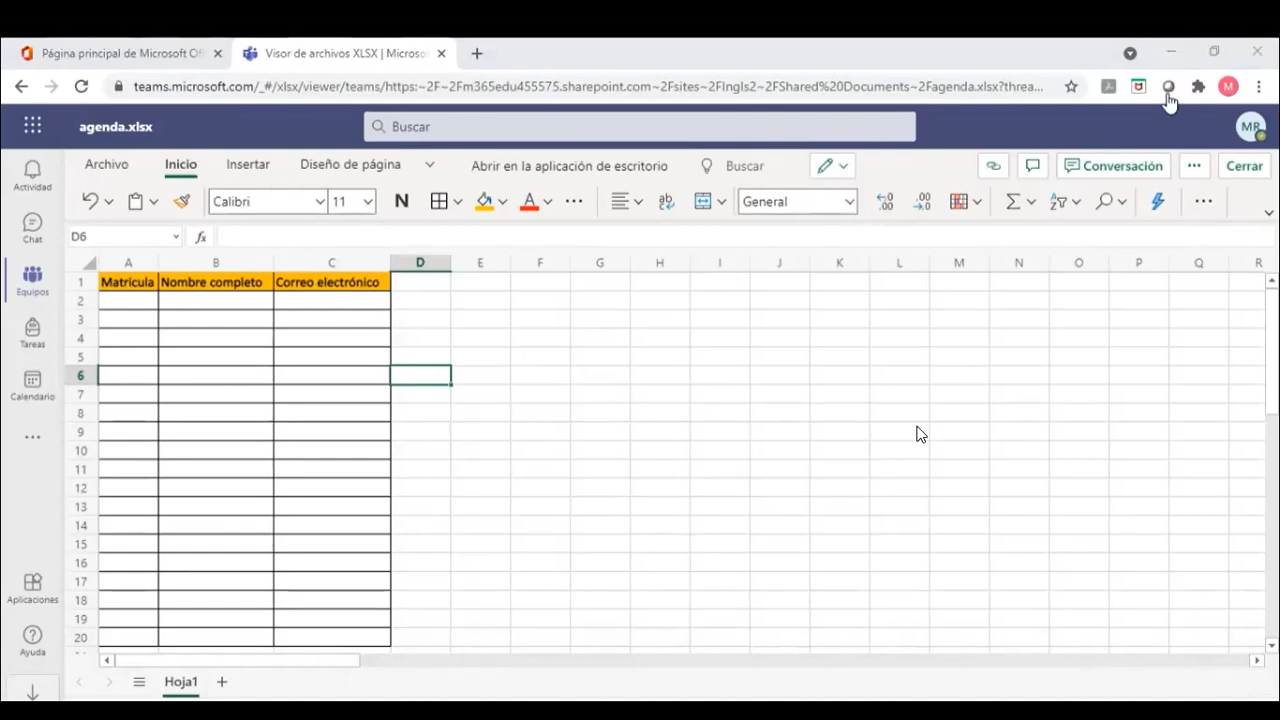 Página principal de Microsoft Of
Visor de archivos XLSX | Microso
teams.microsoft.com/_#/xlsx/viewer/teams/https:~2F~2Fm365edu455575.sharepoint.com~2Fsites~2FIngls2~2FShared%20Documents~2Fagenda.xlsx?threa...
M
agenda.xlsx
Buscar
MR
Archivo Inicio Insertar Diseño de página Abrir en la aplicación de escritorio Buscar Conversación ... Cerrar
Calibri 11 N A ... ab General .00 .00 ...
D6 fx
A B C D E F G H I J K L M N O P Q R
1 Matricula Nombre completo Correo electrónico
2
3
4
5
6
7
8
9
10
11
12
13
14
15
16
17
18
19
20
Actividad
Chat
Equipos
Tareas
Calendario
...
Aplicaciones
Ayuda
Hoja1